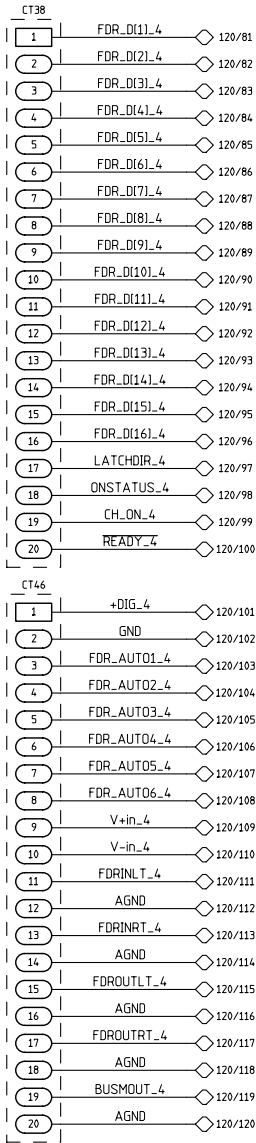 CT38
1 FDR_D[1]_4 120/81
2 FDR_D[2]_4 120/82
3 FDR_D[3]_4 120/83
4 FDR_D[4]_4 120/84
5 FDR_D[5]_4 120/85
6 FDR_D[6]_4 120/86
7 FDR_D[7]_4 120/87
8 FDR_D[8]_4 120/88
9 FDR_D[9]_4 120/89
10 FDR_D[10]_4 120/90
11 FDR_D[11]_4 120/91
12 FDR_D[12]_4 120/92
13 FDR_D[13]_4 120/93
14 FDR_D[14]_4 120/94
15 FDR_D[15]_4 120/95
16 FDR_D[16]_4 120/96
17 LATCHDIR_4 120/97
18 ONSTATUS_4 120/98
19 CH_ON_4 120/99
20 READY_4 120/100
CT46
1 +DIG_4 120/101
2 GND 120/102
3 FDR_AUTO1_4 120/103
4 FDR_AUTO2_4 120/104
5 FDR_AUTO3_4 120/105
6 FDR_AUTO4_4 120/106
7 FDR_AUTO5_4 120/107
8 FDR_AUTO6_4 120/108
9 V+in_4 120/109
10 V-in_4 120/110
11 FDRINLT_4 120/111
12 AGND 120/112
13 FDRINRT_4 120/113
14 AGND 120/114
15 FDROUTLT_4 120/115
16 AGND 120/116
17 FDROUTRT_4 120/117
18 AGND 120/118
19 BUSMOUT_4 120/119
20 AGND 120/120